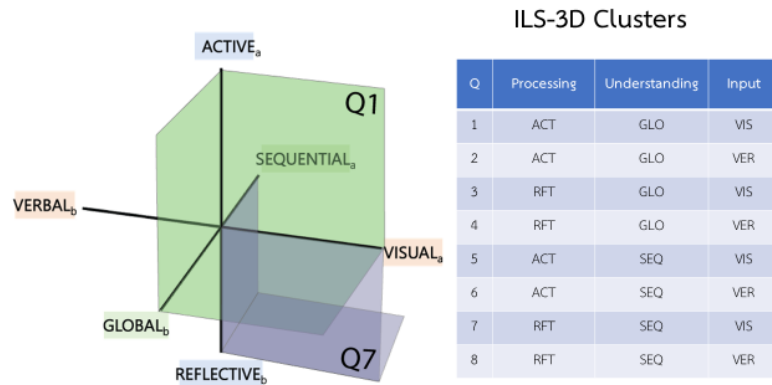 ILS-3D Clusters
ACTIVEa
Q1
SEQUENTIALa
VERBALb
VISUALa
GLOBALb
Q7
REFLECTIVEb
Q Processing Understanding Input
1 ACT GLO VIS
2 ACT GLO VER
3 RFT GLO VIS
4 RFT GLO VER
5 ACT SEQ VIS
6 ACT SEQ VER
7 RFT SEQ VIS
8 RFT SEQ VER